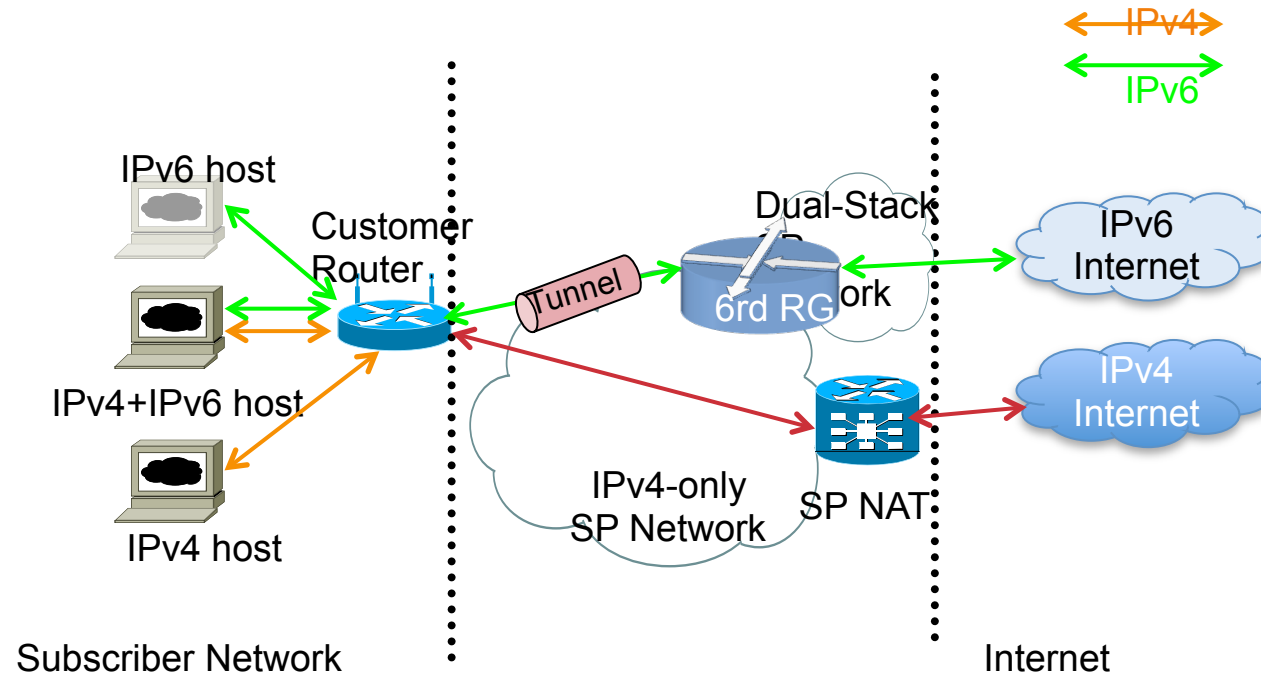 IPv4
IPv6
IPv6 host
Customer
Router
Dual-Stack
SP
ork
Tunnel
6rd RG
IPv6
Internet
IPv4+IPv6 host
IPv4
Internet
IPv4-only
SP Network
SP NAT
IPv4 host
Subscriber Network
Internet